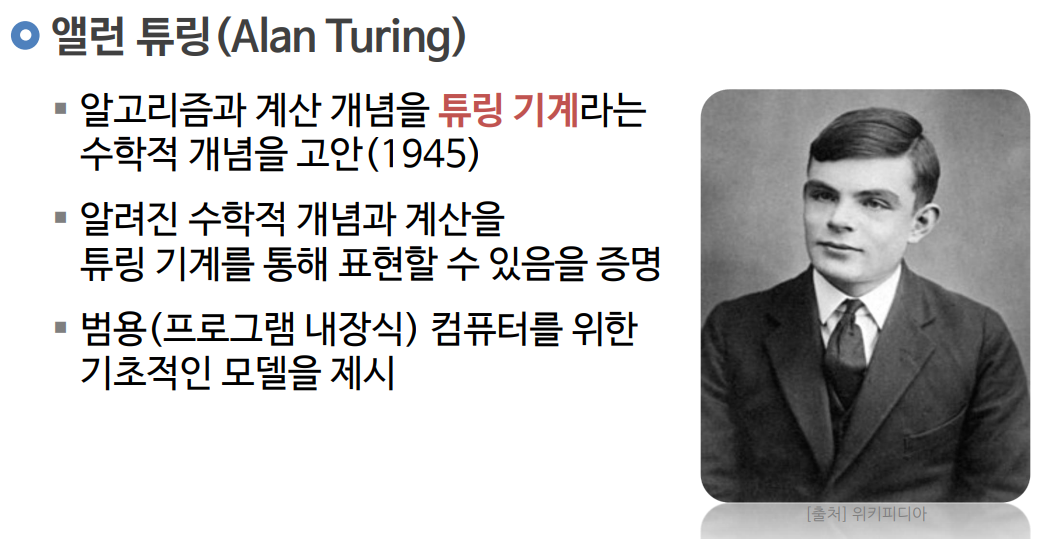 앨런 튜링(Alan Turing)
알고리즘과 계산 개념을 튜링 기계라는
수학적 개념을 고안(1945)
알려진 수학적 개념과 계산을
튜링 기계를 통해 표현할 수 있음을 증명
범용(프로그램 내장식) 컴퓨터를 위한
기초적인 모델을 제시
[출처] 위키피디아